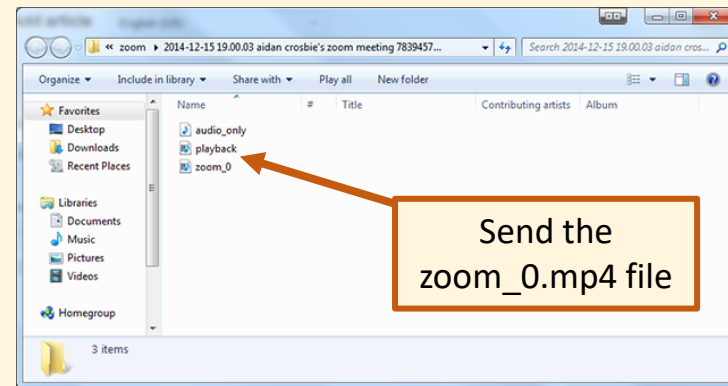 « zoom ▸ 2014-12-15 19.00.03 aidan crosbie's zoom meeting 7839457...
Search 2014-12-15 19.00.03 aidan cros...
Organize ▾ Include in library ▾ Share with ▾ Play all New folder
Favorites
Desktop
Downloads
Recent Places
Libraries
Documents
Music
Pictures
Videos
Homegroup
Name # Title Contributing artists Album
audio_only
playback
zoom_0
Send the
zoom_0.mp4 file
3 items